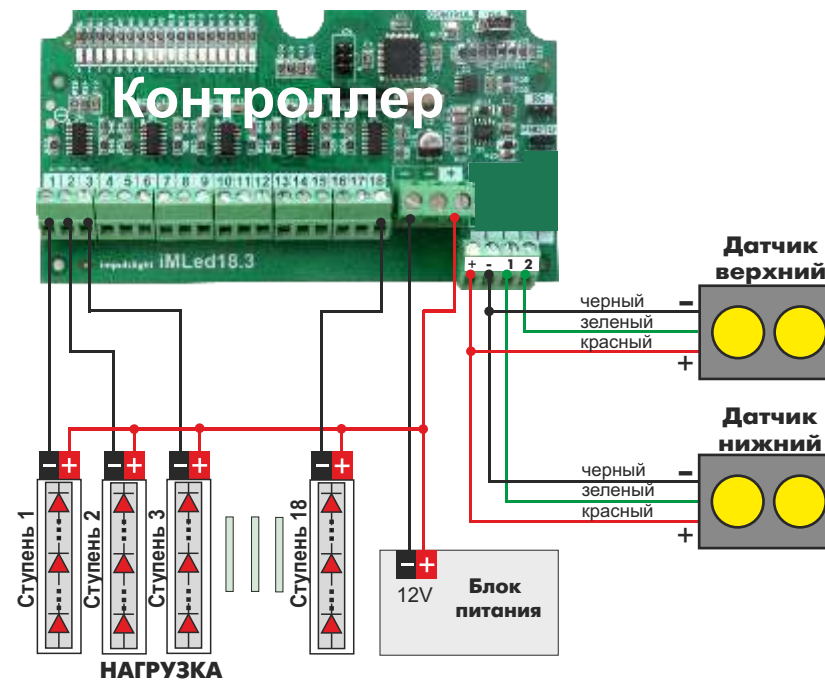 Контроллер
1 2 3 4 5 6 7 8 9 10 11 12 13 14 15 16 17 18
- +
impulslight iMLed18.3
+ - 1 2
Датчик
верхний
черный
зеленый
красный
-
+
Датчик
нижний
черный
зеленый
красный
-
+
- +
- +
- +
- +
Ступень 1
Ступень 2
Ступень 3
Ступень 18
- +
12V
Блок
питания
НАГРУЗКА